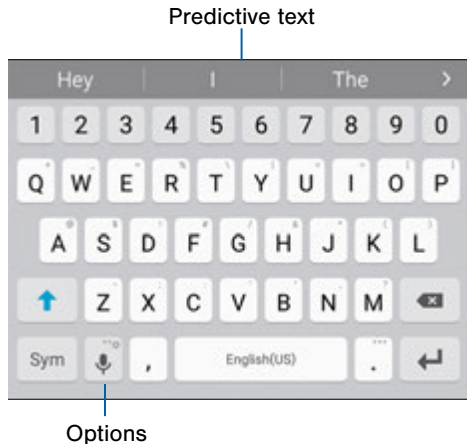 Predictive text
Hey I The >
1 2 3 4 5 6 7 8 9 0
Q W E R T Y U I O P
A S D F G H J K L
Z X C V B N M
Sym , English(US) .
Options